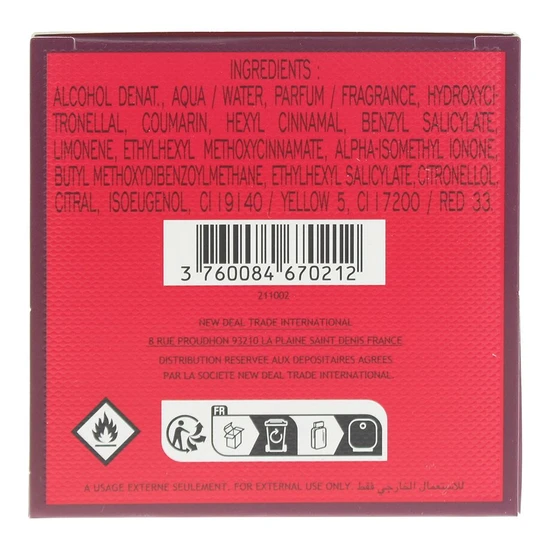 INGREDIENTS :
ALCOHOL DENAT., AQUA / WATER, PARFUM / FRAGRANCE, HYDROXYCI
TRONELLAL, COUMARIN, HEXYL CINNAMAL, BENZYL SALICYLATE,
LIMONENE, ETHYLHEXYL METHOXYCINNAMATE, ALPHA-ISOMETHYL IONONE,
BUTYL METHOXYDIBENZOYLMETHANE, ETHYLHEXYL SALICYLATE, CITRONELLOL,
CITRAL, ISOEUGENOL, CI 19140 / YELLOW 5, CI 17200 / RED 33.
3 760084 670212
211002
NEW DEAL TRADE INTERNATIONAL
8 RUE PROUDHON 93210 LA PLAINE SAINT DENIS FRANCE
DISTRIBUTION RESERVEE AUX DEPOSITAIRES AGREES
PAR LA SOCIETE NEW DEAL TRADE INTERNATIONAL.
FR
A USAGE EXTERNE SEULEMENT. FOR EXTERNAL USE ONLY. للاستعمال الخارجي فقط.